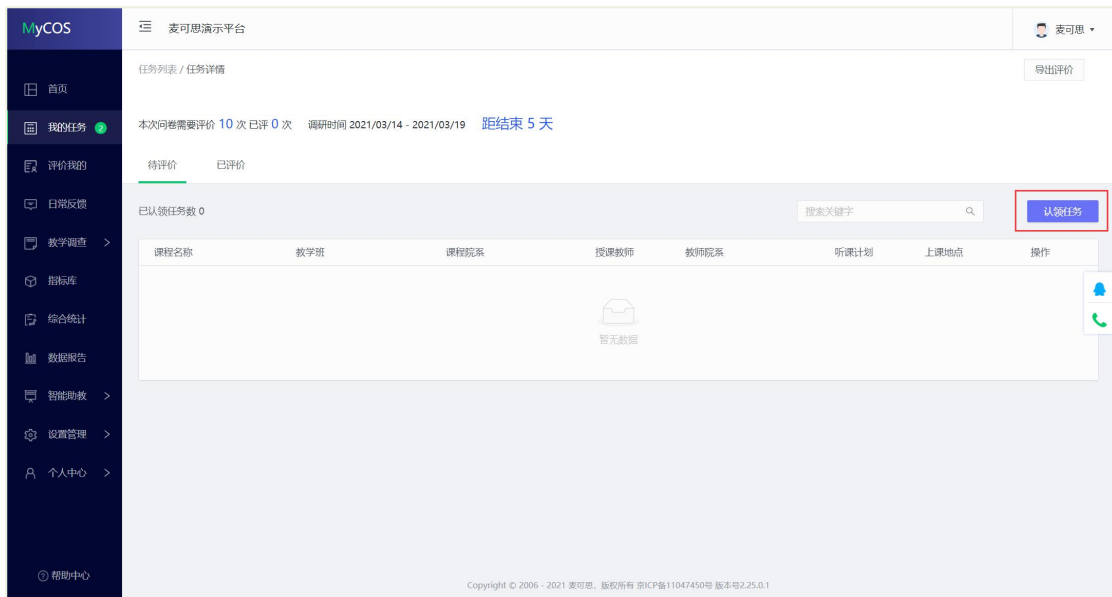 MyCOS
麦可思演示平台
麦可思
任务列表 / 任务详情
导出评价
首页
我的任务 2
评价我的
日常反馈
教学调查
指标库
综合统计
数据报告
智能助教
设置管理
个人中心
帮助中心
本次问卷需要评价 10 次 已评 0 次 调研时间 2021/03/14 - 2021/03/19 距结束 5 天
待评价 已评价
已认领任务数 0
搜索关键字
认领任务
课程名称 教学班 课程院系 授课教师 教师院系 听课计划 上课地点 操作
暂无数据
Copyright © 2006 - 2021 麦可思，版权所有 京ICP备11047450号 版本号2.25.0.1